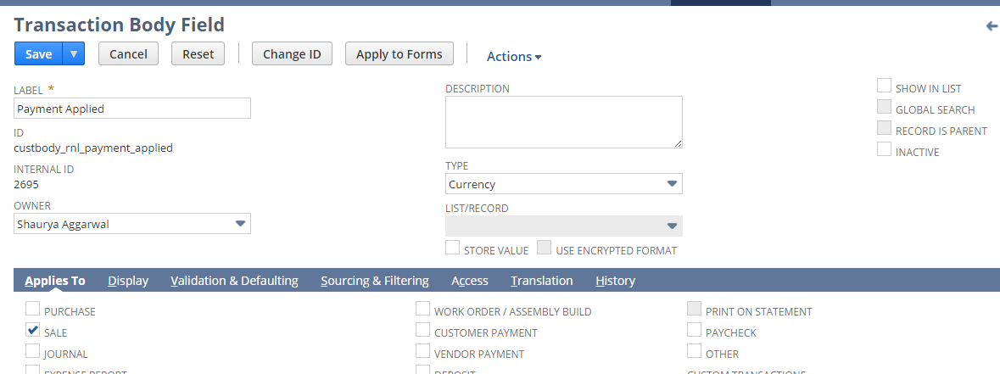 Transaction Body Field
Save Cancel Reset Change ID Apply to Forms Actions
LABEL *
Payment Applied
ID
custbody_rnl_payment_applied
INTERNAL ID
2695
OWNER
Shaurya Aggarwal
DESCRIPTION
TYPE
Currency
LIST/RECORD
STORE VALUE USE ENCRYPTED FORMAT
SHOW IN LIST
GLOBAL SEARCH
RECORD IS PARENT
INACTIVE
Applies To Display Validation & Defaulting Sourcing & Filtering Access Translation History
PURCHASE
SALE
JOURNAL
EXPENSE REPORT
WORK ORDER / ASSEMBLY BUILD
CUSTOMER PAYMENT
VENDOR PAYMENT
DEPOSIT
PRINT ON STATEMENT
PAYCHECK
OTHER
CUSTOM TRANSACTIONS